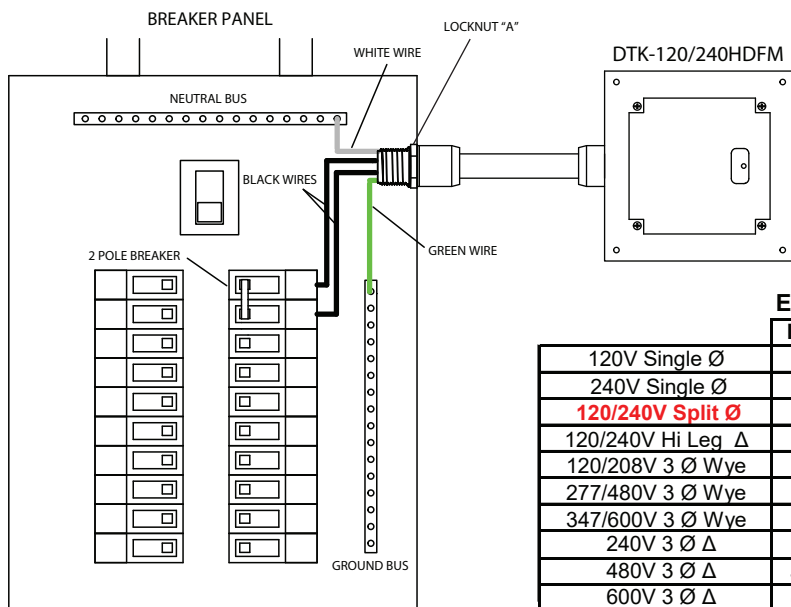 BREAKER PANEL
LOCKNUT “A”
WHITE WIRE
DTK-120/240HDFM
NEUTRAL BUS
BLACK WIRES
GREEN WIRE
2 POLE BREAKER
GROUND BUS
120V Single Ø
240V Single Ø
120/240V Split Ø
120/240V Hi Leg Δ
120/208V 3 Ø Wye
277/480V 3 Ø Wye
347/600V 3 Ø Wye
240V 3 Ø Δ
480V 3 Ø Δ
600V 3 Ø Δ